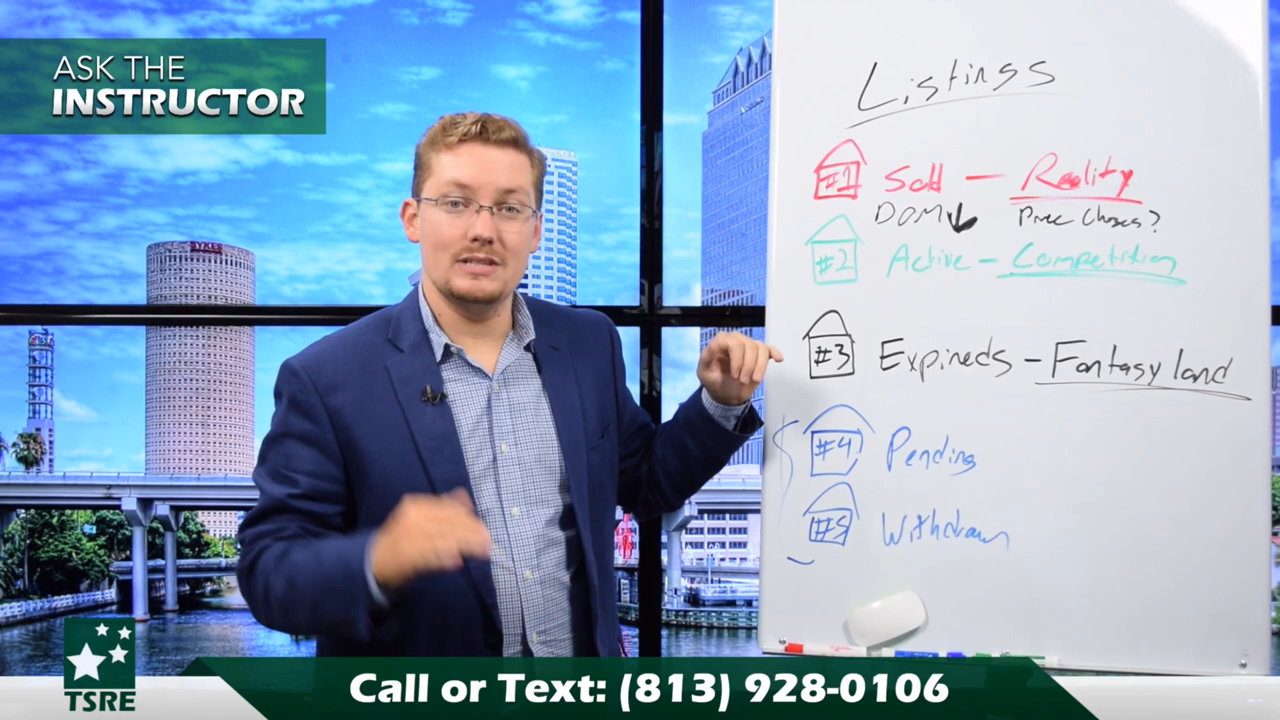 ASK THE
INSTRUCTOR
SYKES
Listings
#1 Sold – Reality
DOM↓ Price Changes?
#2 Active – Competition
#3 Expireds – Fantasy land
#4 Pending
#5 Withdrawn
TSRE
Call or Text: (813) 928-0106